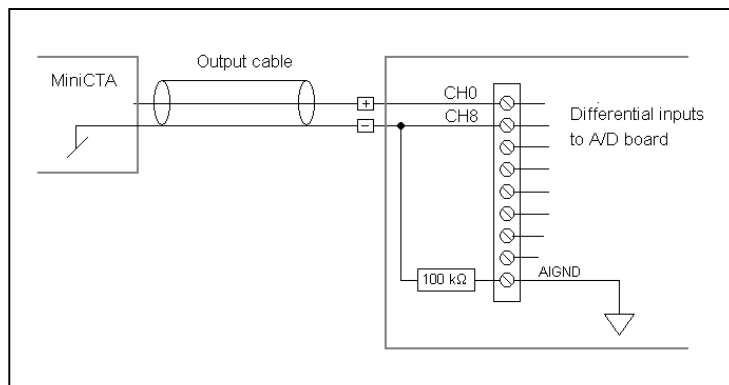 Output cable
MiniCTA
+
CH0
−
CH8
Differential inputs
to A/D board
100 kΩ
AIGND